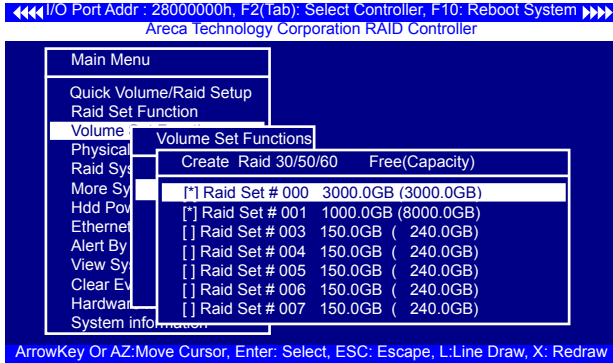 I/O Port Addr : 28000000h, F2(Tab): Select Controller, F10: Reboot System
Areca Technology Corporation RAID Controller
Main Menu
Quick Volume/Raid Setup
Raid Set Function
Volume
Physical
Raid Sys
More Sy
Hdd Pow
Ethernet
Alert By
View Sys
Clear Ev
Hardwar
System information
Volume Set Functions
Create Raid 30/50/60 Free(Capacity)
[*] Raid Set # 000 3000.0GB (3000.0GB)
[*] Raid Set # 001 1000.0GB (8000.0GB)
[ ] Raid Set # 003 150.0GB ( 240.0GB)
[ ] Raid Set # 004 150.0GB ( 240.0GB)
[ ] Raid Set # 005 150.0GB ( 240.0GB)
[ ] Raid Set # 006 150.0GB ( 240.0GB)
[ ] Raid Set # 007 150.0GB ( 240.0GB)
ArrowKey Or AZ:Move Cursor, Enter: Select, ESC: Escape, L:Line Draw, X: Redraw